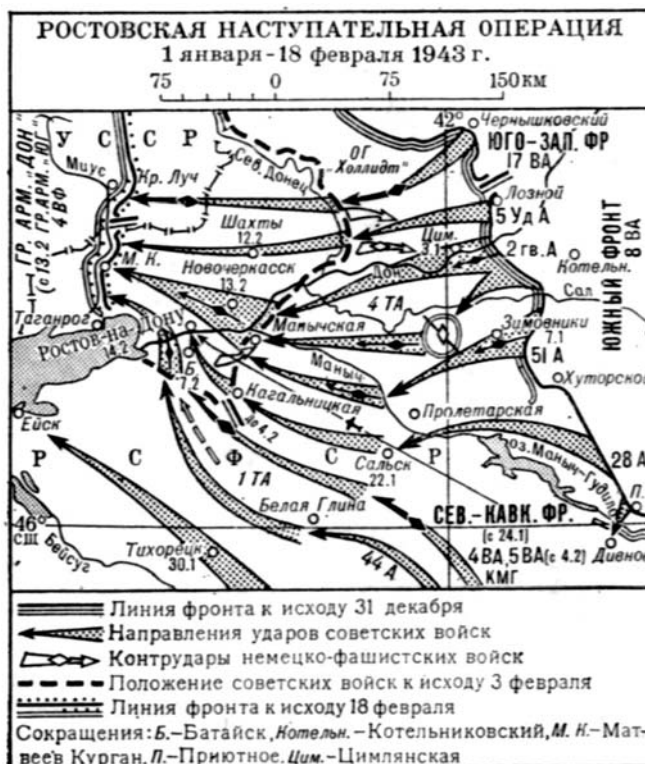 РОСТОВСКАЯ НАСТУПАТЕЛЬНАЯ ОПЕРАЦИЯ
1 января-18 февраля 1943 г.
75 0 75 150 км
42° Чернышковский
У С С Р
ЮГО-ЗАП. ФР
17 ВА
ОГ "Холлидт"
Сев. Донец
Миус
Кр. Луч
ГР. АРМ. „ДОН"
(с 13.2 ГР. АРМ. „ЮГ")
4 ВФ
Лозной
5 Уд А
Шахты
12.2
Цим.
3.1
2 гв. А
Котельн.
ЮЖНЫЙ ФРОНТ
8 ВА
М. К.
Новочеркасск
13.2
Дон
Сал
4 ТА
Таганрог
Ростов-на-Дону
14.2
Манычская
Зимовники
7.1
51 А
Маныч
Б.
7.2
Хуторской
Кагальницкая
до 4.2
Пролетарская
Ейск
Р С Ф С Р
Сальск
22.1
оз. Маныч-Гудило
28 А
1 ТА
П.
Белая Глина
46°
сш
СЕВ.-КАВК. ФР.
(с 24.1)
4 ВА, 5 ВА (с 4.2)
КМГ
Дивное
Тихорецк
30.1
Бейсуг
44 А
Линия фронта к исходу 31 декабря
Направления ударов советских войск
Контрудары немецко-фашистских войск
Положение советских войск к исходу 3 февраля
Линия фронта к исходу 18 февраля
Сокращения: Б.-Батайск, Котельн.-Котельниковский, М. К.-Мат-
веев Курган, П.-Приютное, Цим.-Цимлянская